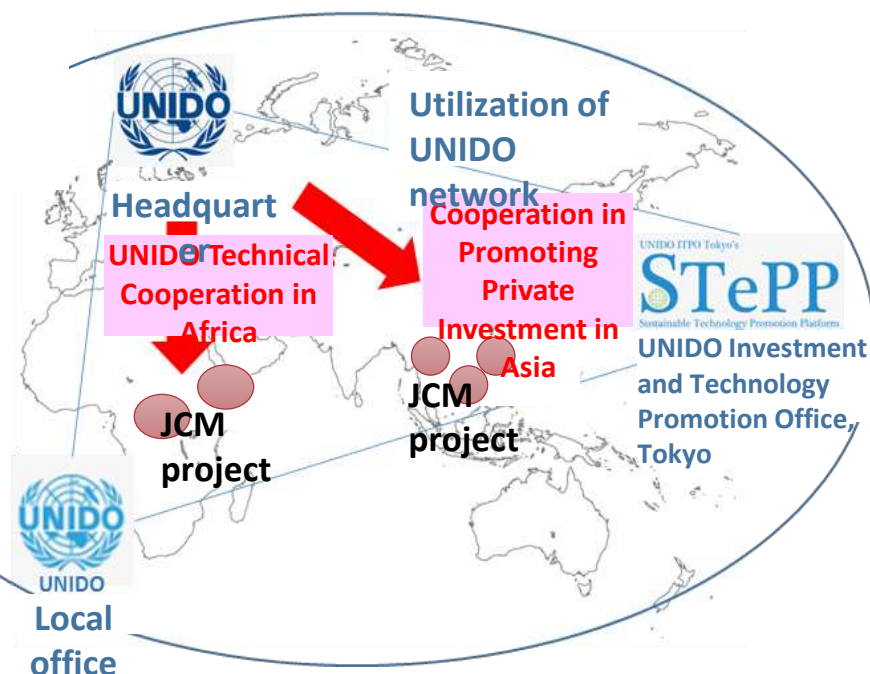 UNIDO
Utilization of
UNIDO
network
Headquart
er
UNIDO Technical
Cooperation in
Africa
Cooperation in
Promoting
Private
Investment in
Asia
UNIDO ITPO Tokyo's
STePP
Sustainable Technology Promotion Platform
UNIDO Investment
and Technology
Promotion Office,
Tokyo
JCM
project
JCM
project
UNIDO
UNIDO
Local
office